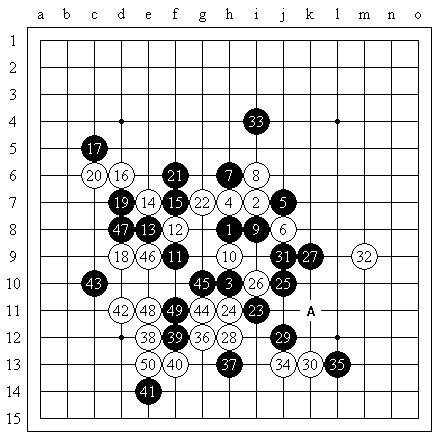 a b c d e f g h i j k l m n o
1
2
3
4 33
5 17
6 20 16 21 7 8
7 19 14 15 22 4 2 5
8 47 13 12 1 9 6
9 18 46 11 10 31 27 32
10 43 45 3 26 25
11 42 48 49 44 24 23 A
12 38 39 36 28 29
13 50 40 37 34 30 35
14 41
15